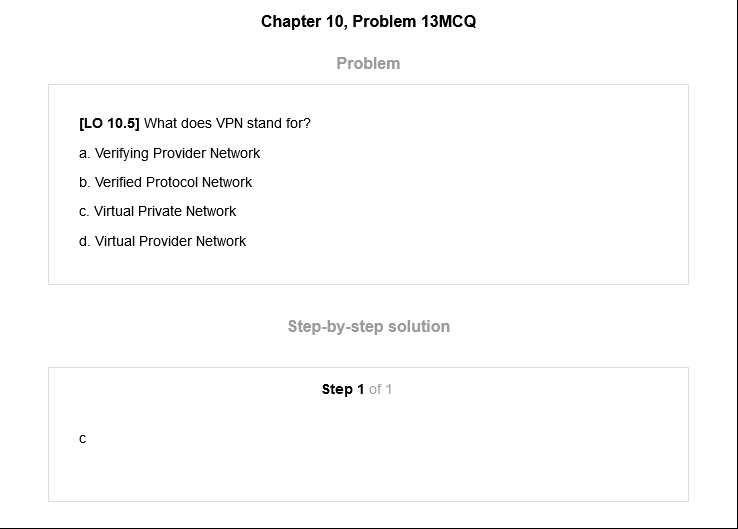 Chapter 10, Problem 13MCQ
Problem
[LO 10.5] What does VPN stand for?
a. Verifying Provider Network
b. Verified Protocol Network
c. Virtual Private Network
d. Virtual Provider Network
Step-by-step solution
Step 1 of 1
c